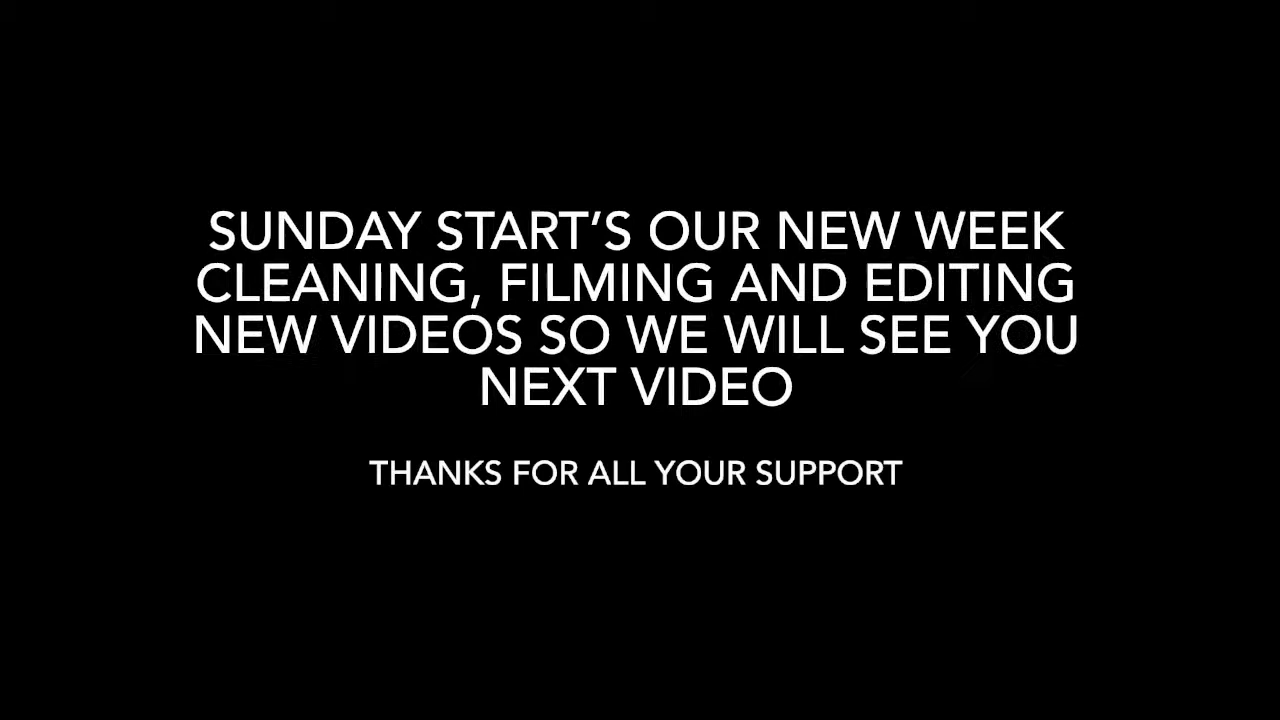 SUNDAY START’S OUR NEW WEEK
CLEANING, FILMING AND EDITING
NEW VIDEOS SO WE WILL SEE YOU
NEXT VIDEO
THANKS FOR ALL YOUR SUPPORT